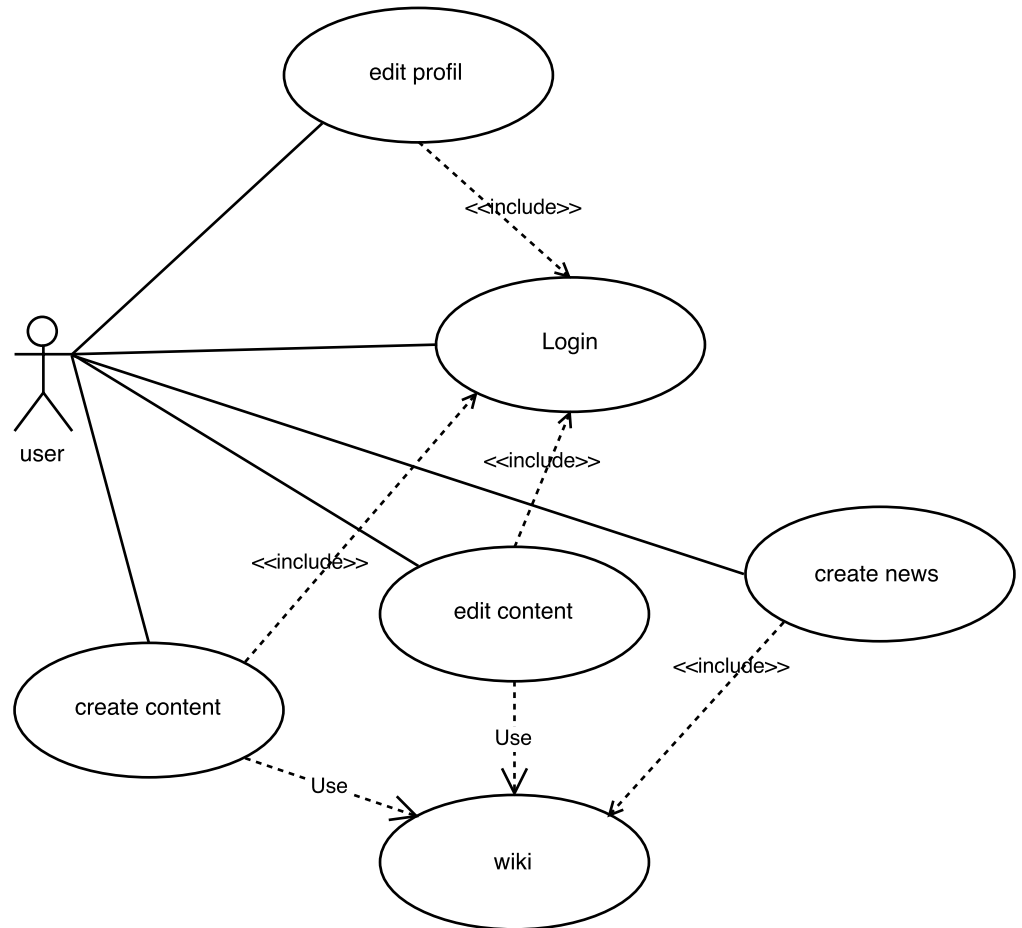 edit profil
<<include>>
Login
user
<<include>>
<<include>>
create news
edit content
<<include>>
create content
Use
Use
wiki